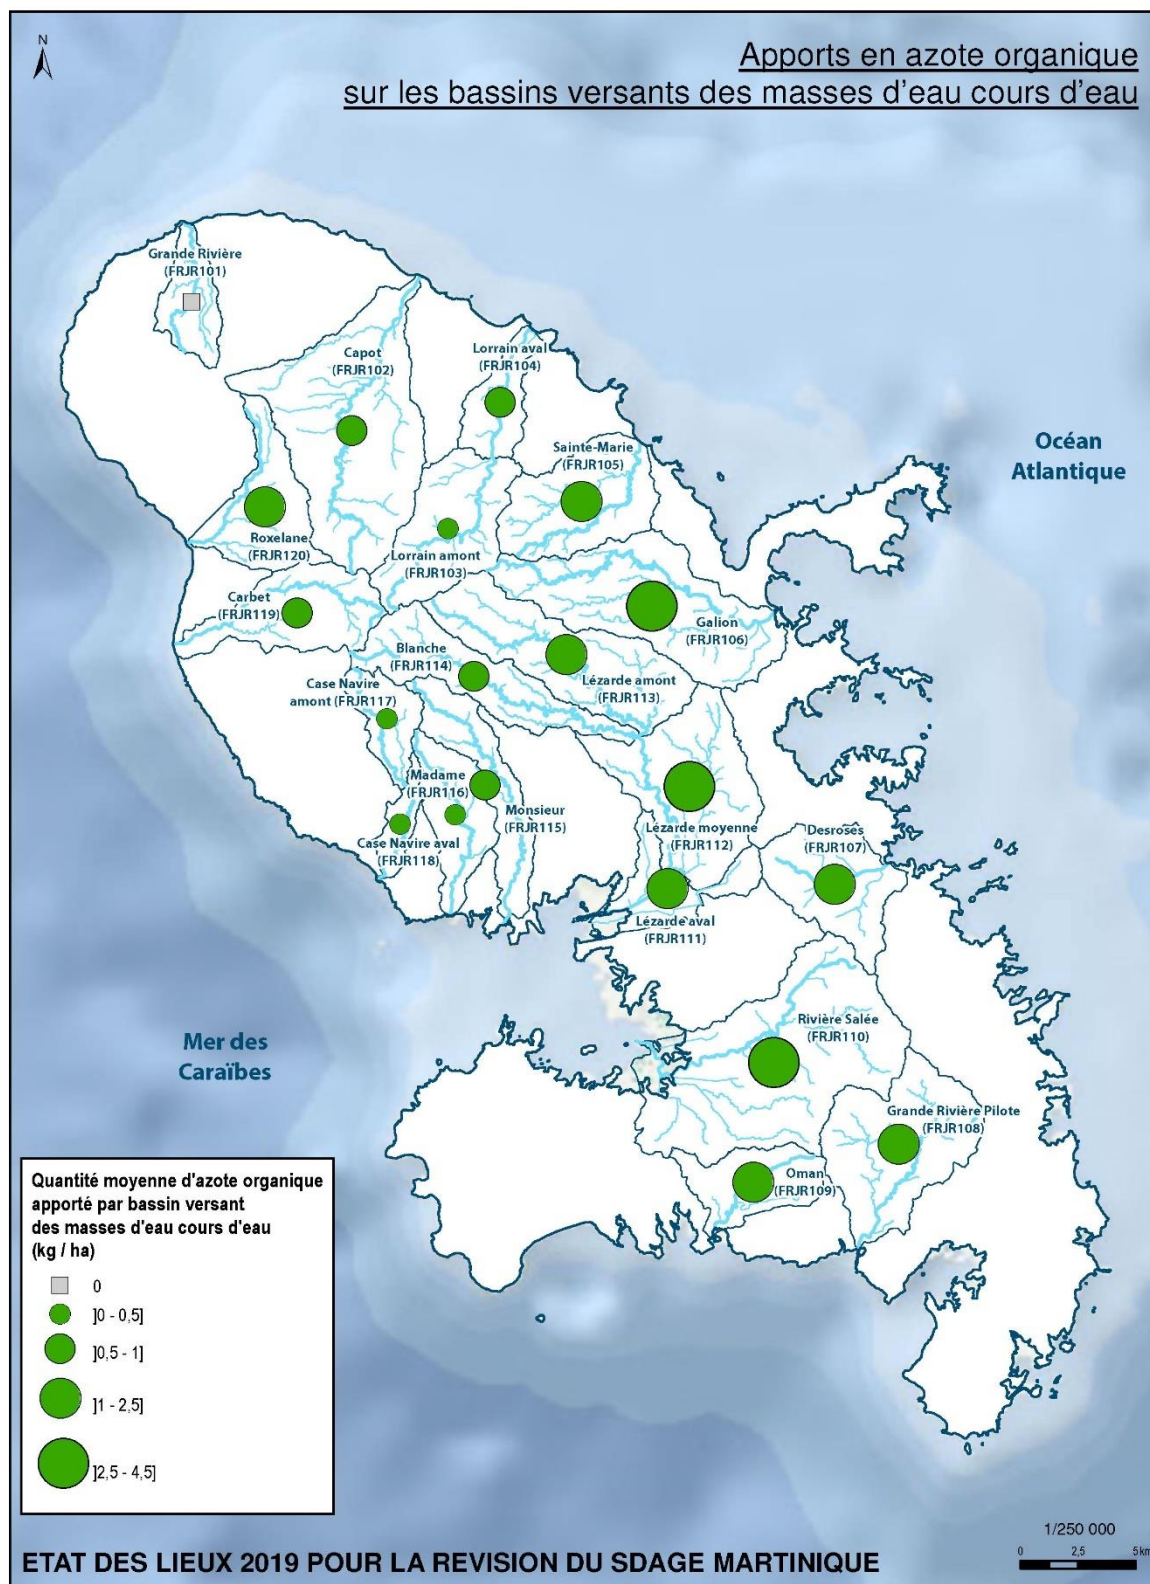 N
Apports en azote organique
sur les bassins versants des masses d'eau cours d'eau
Grande Rivière
(FRJR101)
Capot
(FRJR102)
Lorrain aval
(FRJR104)
Sainte-Marie
(FRJR105)
Océan
Atlantique
Roxelane
(FRJR120)
Lorrain amont
(FRJR103)
Carbet
(FRJR119)
Galion
(FRJR106)
Blanche
(FRJR114)
Lézarde amont
(FRJR113)
Case Navire
amont (FRJR117)
Madame
(FRJR116)
Monsieur
(FRJR115)
Case Navire aval
(FRJR118)
Lézarde moyenne
(FRJR112)
Desroses
(FRJR107)
Lézarde aval
(FRJR111)
Rivière Salée
(FRJR110)
Mer des
Caraïbes
Grande Rivière Pilote
(FRJR108)
Oman
(FRJR109)
Quantité moyenne d'azote organique
apporté par bassin versant
des masses d'eau cours d'eau
(kg / ha)
0
]0 - 0,5]
]0,5 - 1]
]1 - 2,5]
]2,5 - 4,5]
1/250 000
0 2,5 5 km
ETAT DES LIEUX 2019 POUR LA REVISION DU SDAGE MARTINIQUE